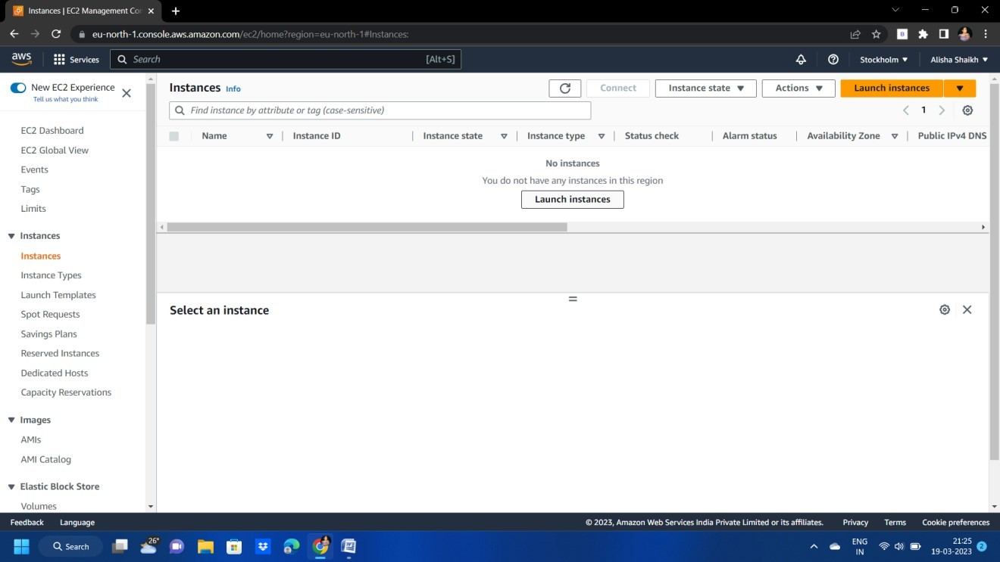 Instances | EC2 Management Con
eu-north-1.console.aws.amazon.com/ec2/home?region=eu-north-1#Instances:
aws
Services
Search
[Alt+S]
Stockholm
Alisha Shaikh
New EC2 Experience
Tell us what you think
EC2 Dashboard
EC2 Global View
Events
Tags
Limits
Instances
Instances
Instance Types
Launch Templates
Spot Requests
Savings Plans
Reserved Instances
Dedicated Hosts
Capacity Reservations
Images
AMIs
AMI Catalog
Elastic Block Store
Volumes
Instances Info
Connect
Instance state
Actions
Launch instances
Find instance by attribute or tag (case-sensitive)
1
Name
Instance ID
Instance state
Instance type
Status check
Alarm status
Availability Zone
Public IPv4 DNS
No instances
You do not have any instances in this region
Launch instances
Select an instance
Feedback
Language
© 2023, Amazon Web Services India Private Limited or its affiliates.
Privacy
Terms
Cookie preferences
Search
26°
ENG
IN
21:25
19-03-2023
2